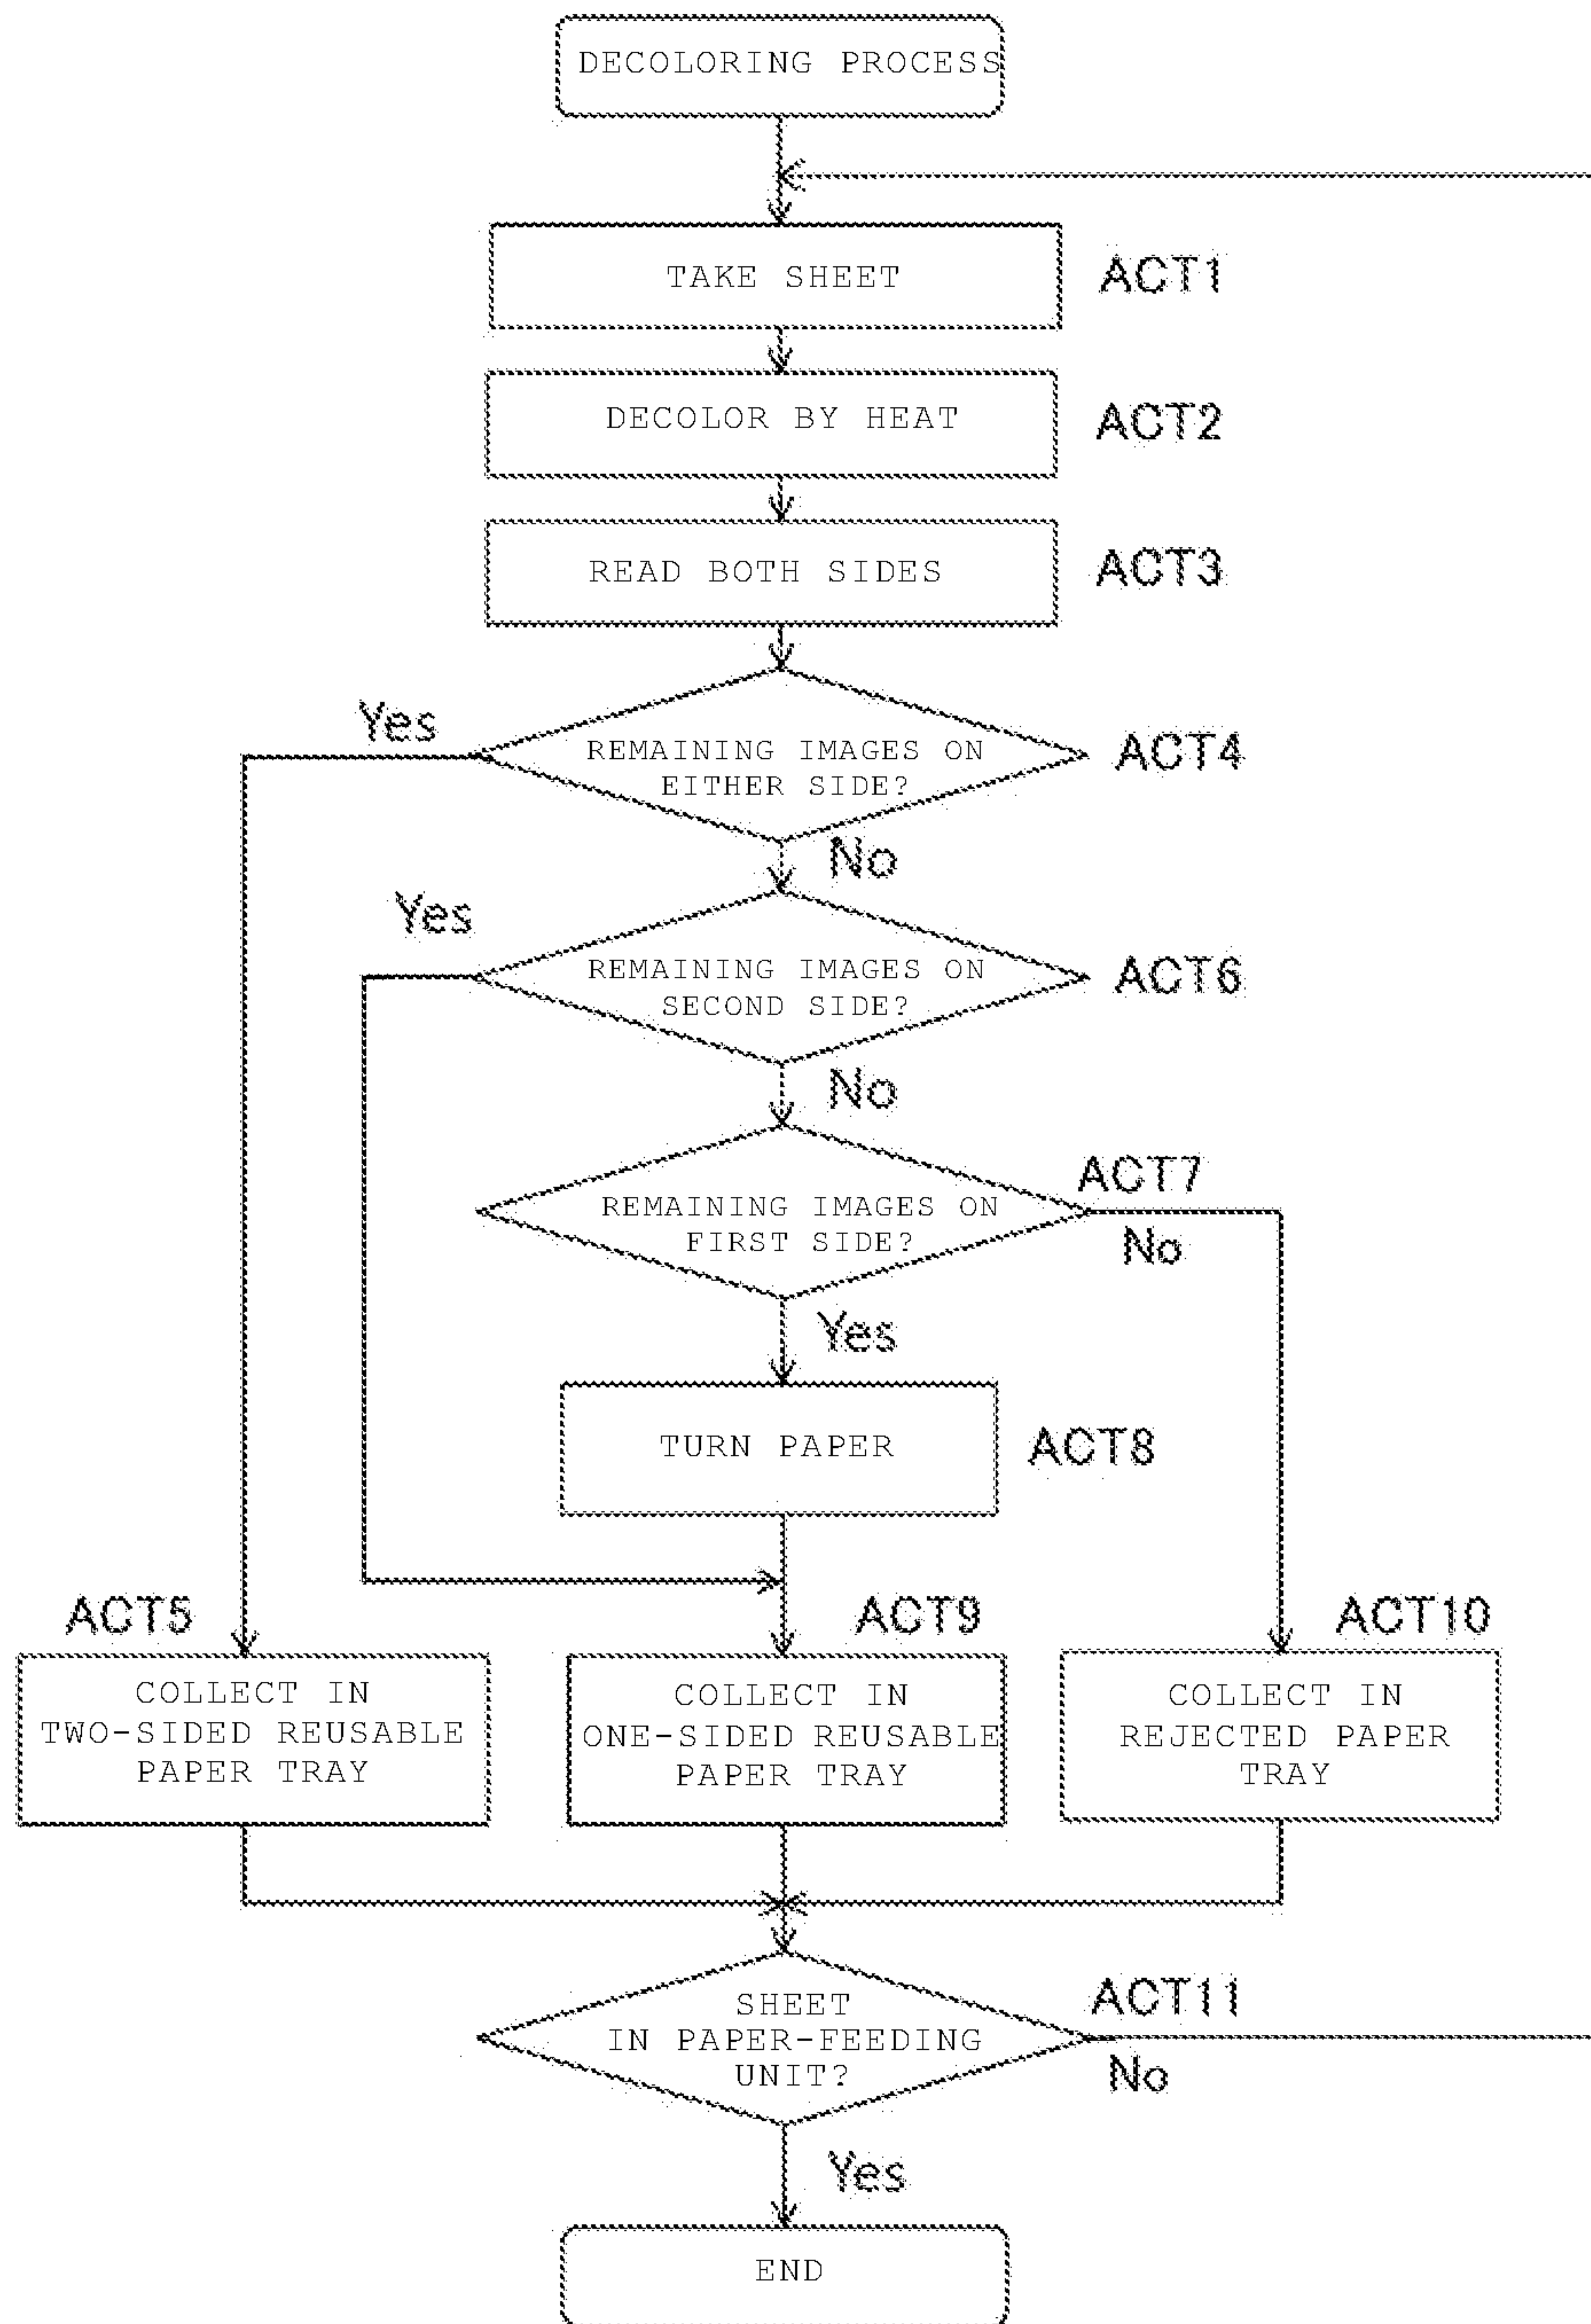 DECOLORING PROCESS
TAKE SHEET
ACT1
DECOLOR BY HEAT
ACT2
READ BOTH SIDES
ACT3
Yes
REMAINING IMAGES ON
EITHER SIDE?
ACT4
No
Yes
REMAINING IMAGES ON
SECOND SIDE?
ACT6
No
REMAINING IMAGES ON
FIRST SIDE?
ACT7
No
Yes
TURN PAPER
ACT8
ACT5
COLLECT IN
TWO-SIDED REUSABLE
PAPER TRAY
ACT9
COLLECT IN
ONE-SIDED REUSABLE
PAPER TRAY
ACT10
COLLECT IN
REJECTED PAPER
TRAY
SHEET
IN PAPER-FEEDING
UNIT?
ACT11
No
Yes
END